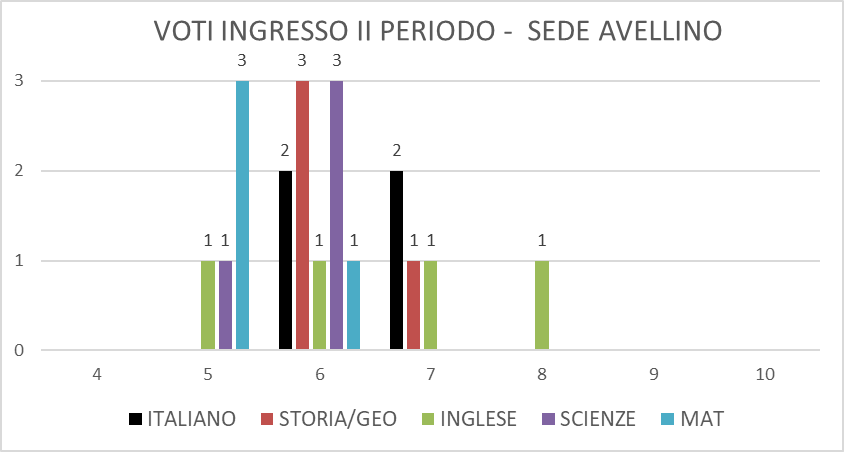 VOTI INGRESSO II PERIODO - SEDE AVELLINO
3 3 3
3
2 2
2
1 1 1 1 1 1 1
1
0
4 5 6 7 8 9 10
ITALIANO STORIA/GEO INGLESE SCIENZE MAT